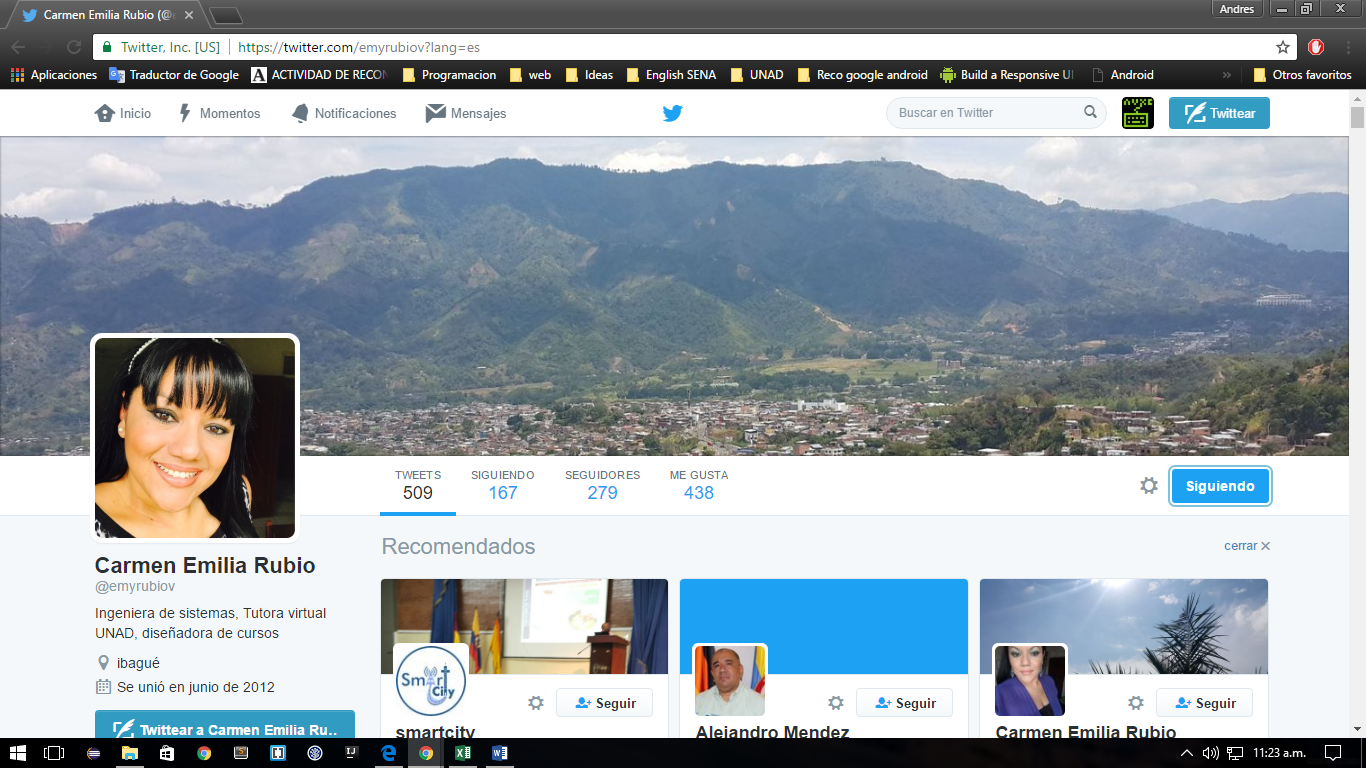 Carmen Emilia Rubio (@e
Andres
Twitter, Inc. [US] https://twitter.com/emyrubiov?lang=es
Aplicaciones Traductor de Google ACTIVIDAD DE RECON Programacion web Ideas English SENA UNAD Reco google android Build a Responsive UI Android » Otros favoritos
Inicio Momentos Notificaciones Mensajes Buscar en Twitter Twittear
TWEETS SIGUIENDO SEGUIDORES ME GUSTA
509 167 279 438
Siguiendo
Carmen Emilia Rubio
@emyrubiov
Ingeniera de sistemas, Tutora virtual
UNAD, diseñadora de cursos
ibagué
Se unió en junio de 2012
Twittear a Carmen Emilia Ru..
Recomendados cerrar
Smart
City
Seguir Seguir Seguir
smartcity Alejandro Mendez Carmen Emilia Rubio
11:23 a.m.